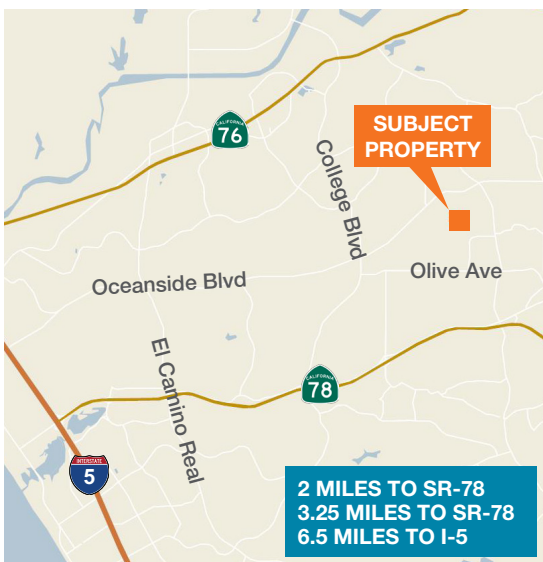 CALIFORNIA
76
SUBJECT
PROPERTY
College Blvd
Olive Ave
Oceanside Blvd
El Camino Real
CALIFORNIA
78
INTERSTATE
5
2 MILES TO SR-78
3.25 MILES TO SR-78
6.5 MILES TO I-5